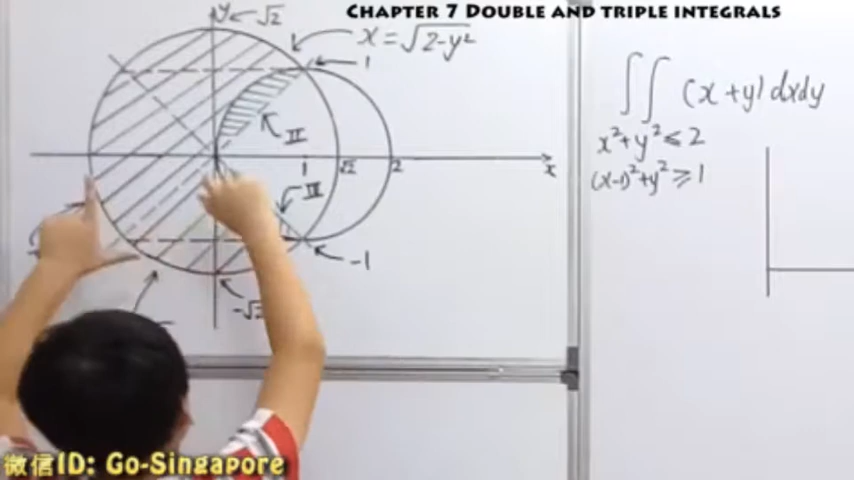 CHAPTER 7 DOUBLE AND TRIPLE INTEGRALS
y
√2
x = √2-y²
1
II
1
√2
2
x
III
-1
∬ (x + y) dxdy
x² + y² ≤ 2
(x-1)² + y² ≥ 1
微信ID: Go-Singapore